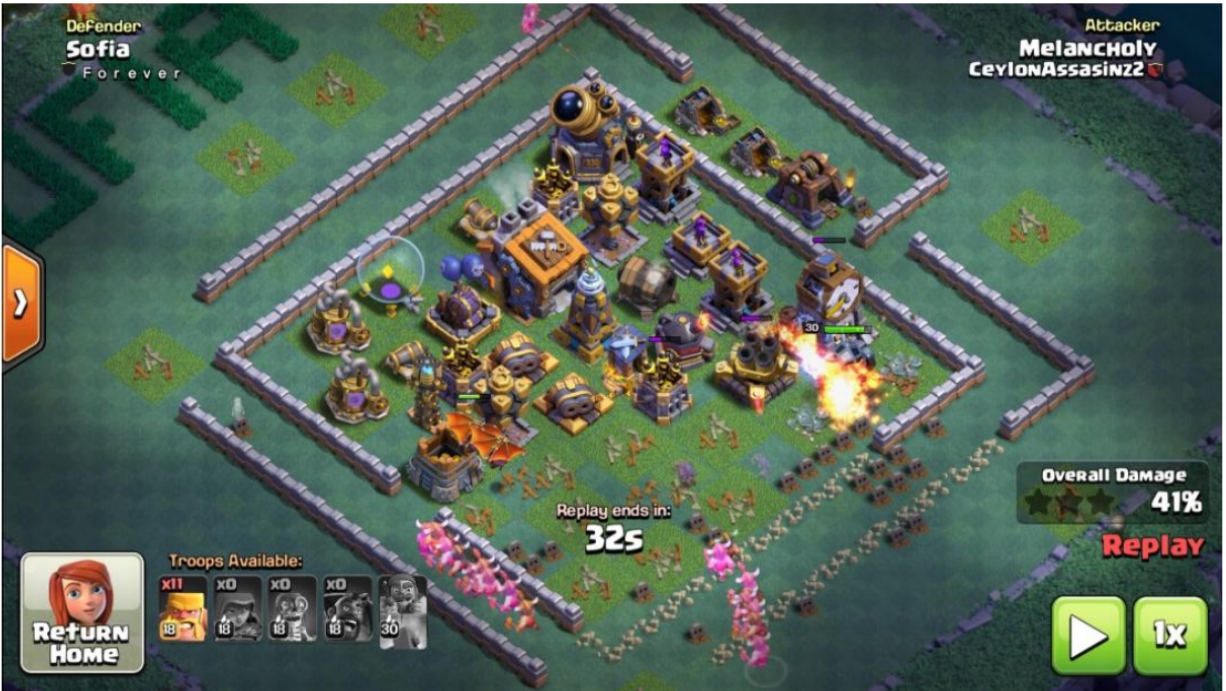 Defender
Sofia
Forever
Attacker
Melancholy
CeylonAssasinz2
30
Overall Damage
41%
Replay ends in:
32s
Replay
Troops Available:
x11
x0
x0
x0
18
18
18
18
30
Return
Home
1x